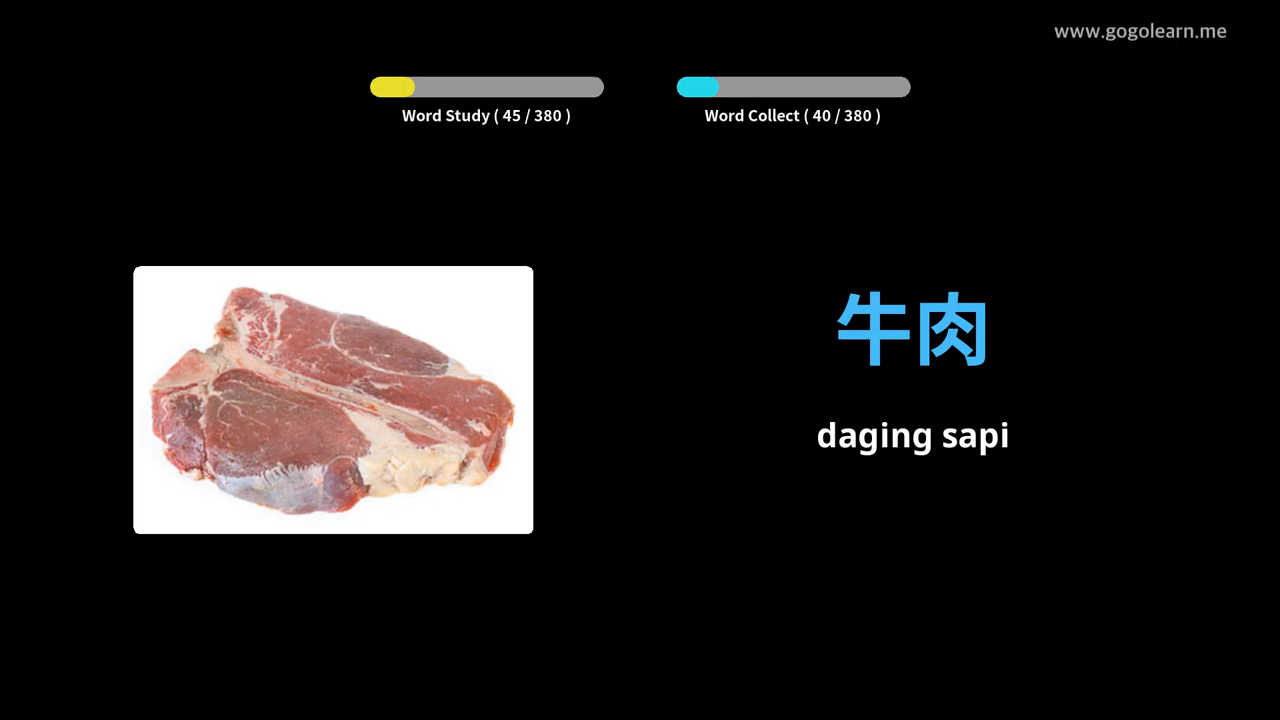 www.gogolearn.me
Word Study ( 45 / 380 )
Word Collect ( 40 / 380 )
牛肉
daging sapi